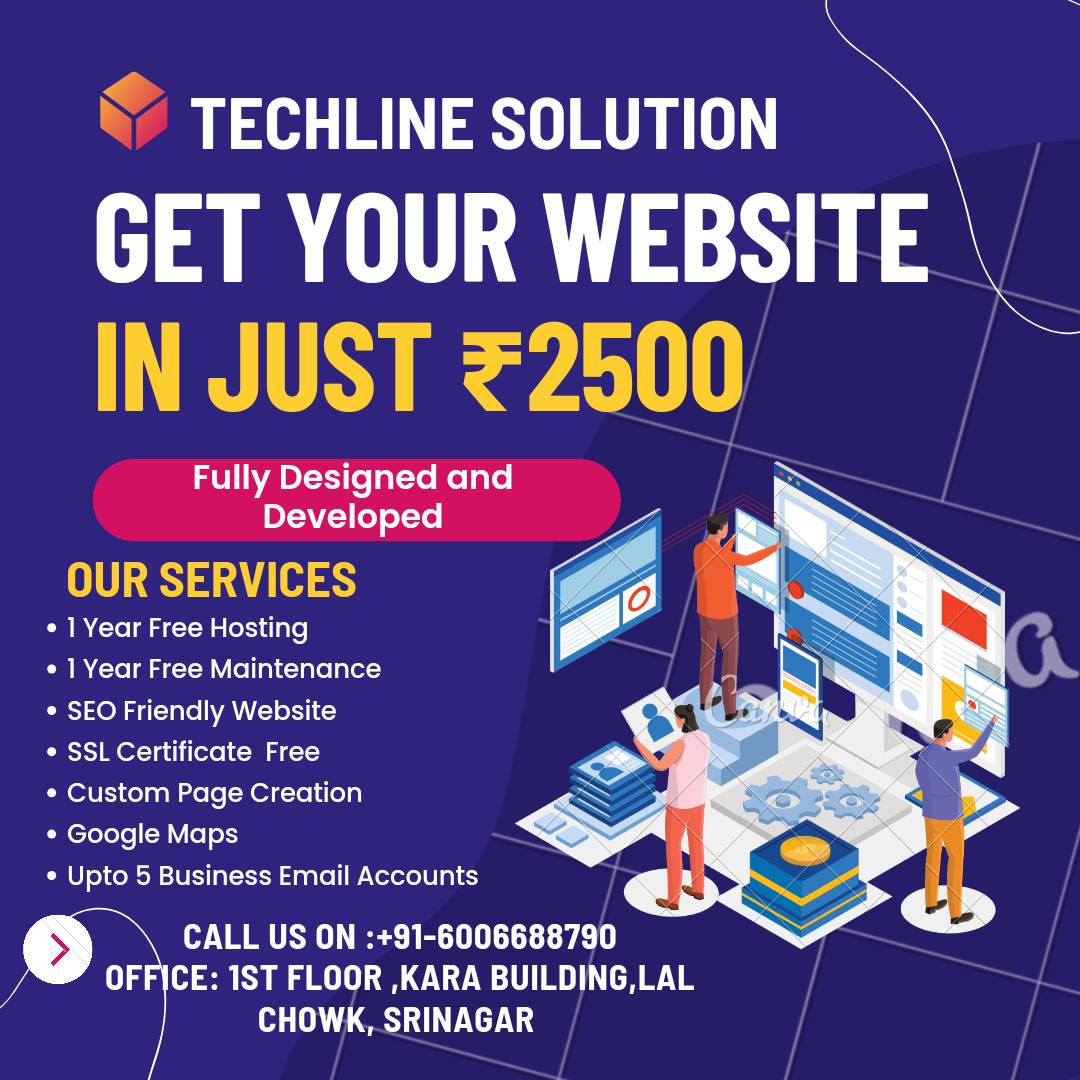 TECHLINE SOLUTION
GET YOUR WEBSITE
IN JUST ₹2500
Fully Designed and
Developed
OUR SERVICES
• 1 Year Free Hosting
• 1 Year Free Maintenance
• SEO Friendly Website
• SSL Certificate  Free
• Custom Page Creation
• Google Maps
• Upto 5 Business Email Accounts
Canva
CALL US ON :+91-6006688790
OFFICE: 1ST FLOOR ,KARA BUILDING,LAL
CHOWK, SRINAGAR